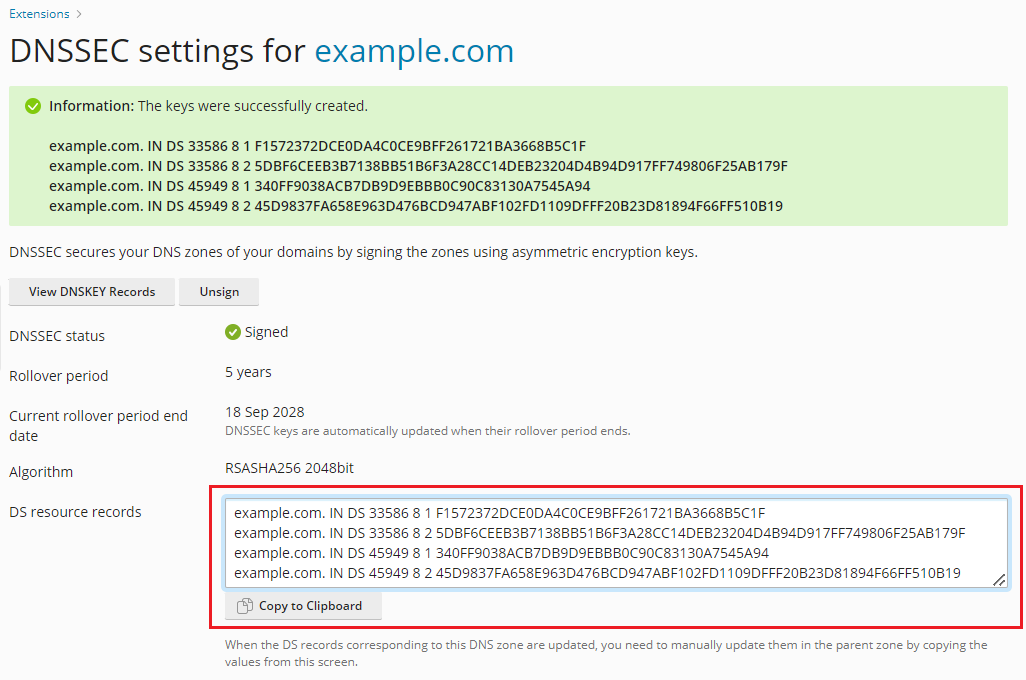 Extensions >
DNSSEC settings for example.com
Information: The keys were successfully created.
example.com. IN DS 33586 8 1 F1572372DCE0DA4C0CE9BFF261721BA3668B5C1F
example.com. IN DS 33586 8 2 5DBF6CEEB3B7138BB51B6F3A28CC14DEB23204D4B94D917FF749806F25AB179F
example.com. IN DS 45949 8 1 340FF9038ACB7DB9D9EBBB0C90C83130A7545A94
example.com. IN DS 45949 8 2 45D9837FA658E963D476BCD947ABF102FD1109DFFF20B23D81894F66FF510B19
DNSSEC secures your DNS zones of your domains by signing the zones using asymmetric encryption keys.
View DNSKEY Records Unsign
DNSSEC status Signed
Rollover period 5 years
Current rollover period end
date
18 Sep 2028
DNSSEC keys are automatically updated when their rollover period ends.
Algorithm RSASHA256 2048bit
DS resource records
example.com. IN DS 33586 8 1 F1572372DCE0DA4C0CE9BFF261721BA3668B5C1F
example.com. IN DS 33586 8 2 5DBF6CEEB3B7138BB51B6F3A28CC14DEB23204D4B94D917FF749806F25AB179F
example.com. IN DS 45949 8 1 340FF9038ACB7DB9D9EBBB0C90C83130A7545A94
example.com. IN DS 45949 8 2 45D9837FA658E963D476BCD947ABF102FD1109DFFF20B23D81894F66FF510B19
Copy to Clipboard
When the DS records corresponding to this DNS zone are updated, you need to manually update them in the parent zone by copying the
values from this screen.